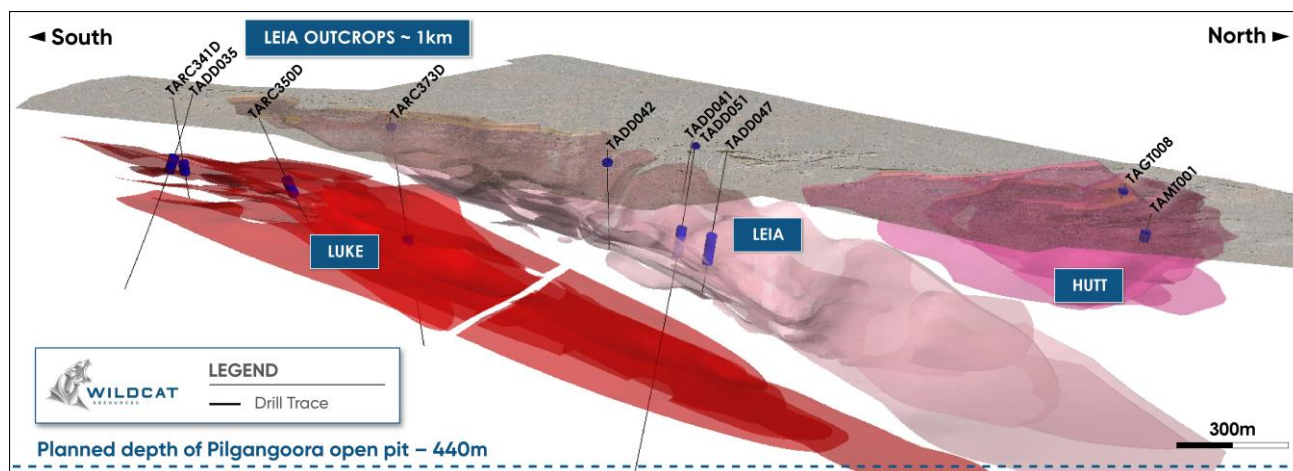 ◄ South
LEIA OUTCROPS ~ 1km
North ►
TARC341D
TADD035
TARC350D
TARC373D
TADD042
TADD041
TADD051
TADD047
TAGT008
TAMT001
LUKE
LEIA
HUTT
WILDCAT
RESOURCES
LEGEND
Drill Trace
300m
Planned depth of Pilgangoora open pit – 440m